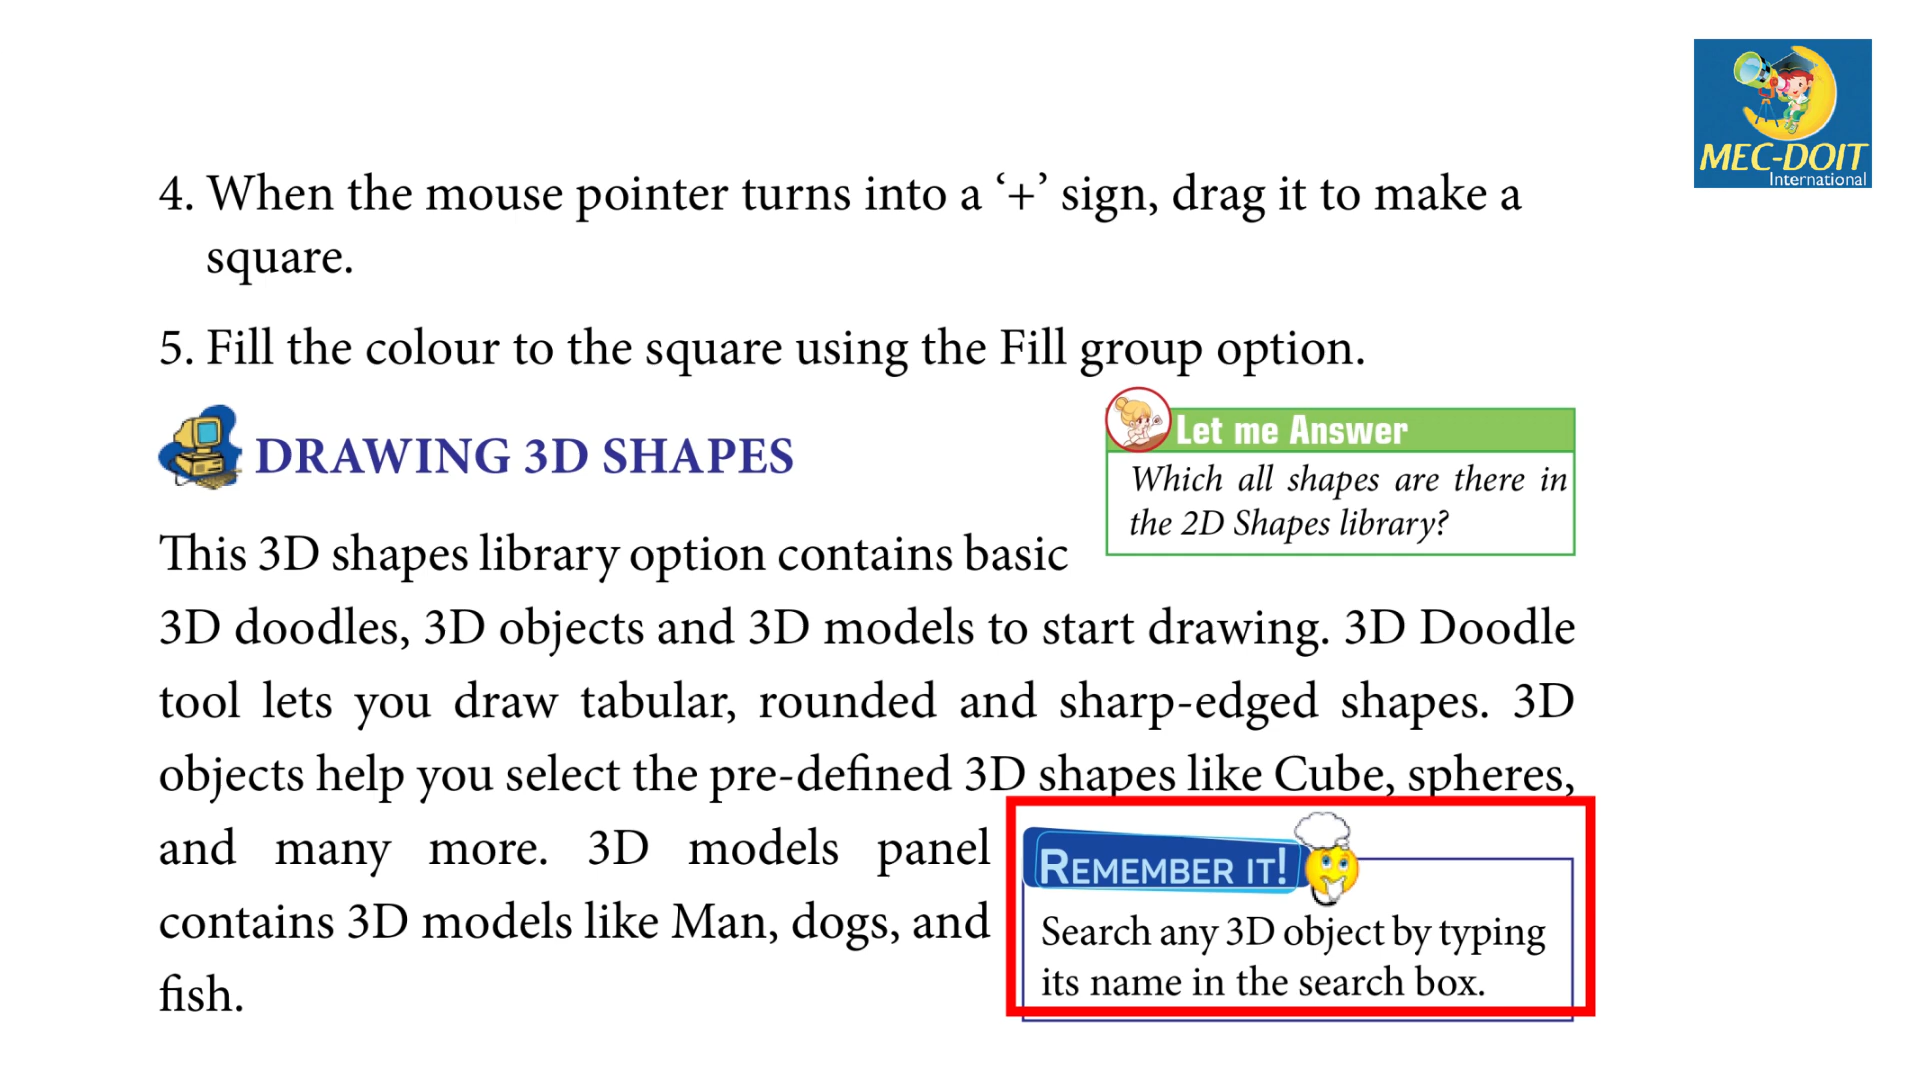 MEC-DOIT
International
4. When the mouse pointer turns into a ‘+’ sign, drag it to make a
square.
5. Fill the colour to the square using the Fill group option.
DRAWING 3D SHAPES
Let me Answer
Which all shapes are there in
the 2D Shapes library?
This 3D shapes library option contains basic
3D doodles, 3D objects and 3D models to start drawing. 3D Doodle
tool lets you draw tabular, rounded and sharp-edged shapes. 3D
objects help you select the pre-defined 3D shapes like Cube, spheres,
and many more. 3D models panel
contains 3D models like Man, dogs, and
fish.
REMEMBER IT!
Search any 3D object by typing
its name in the search box.